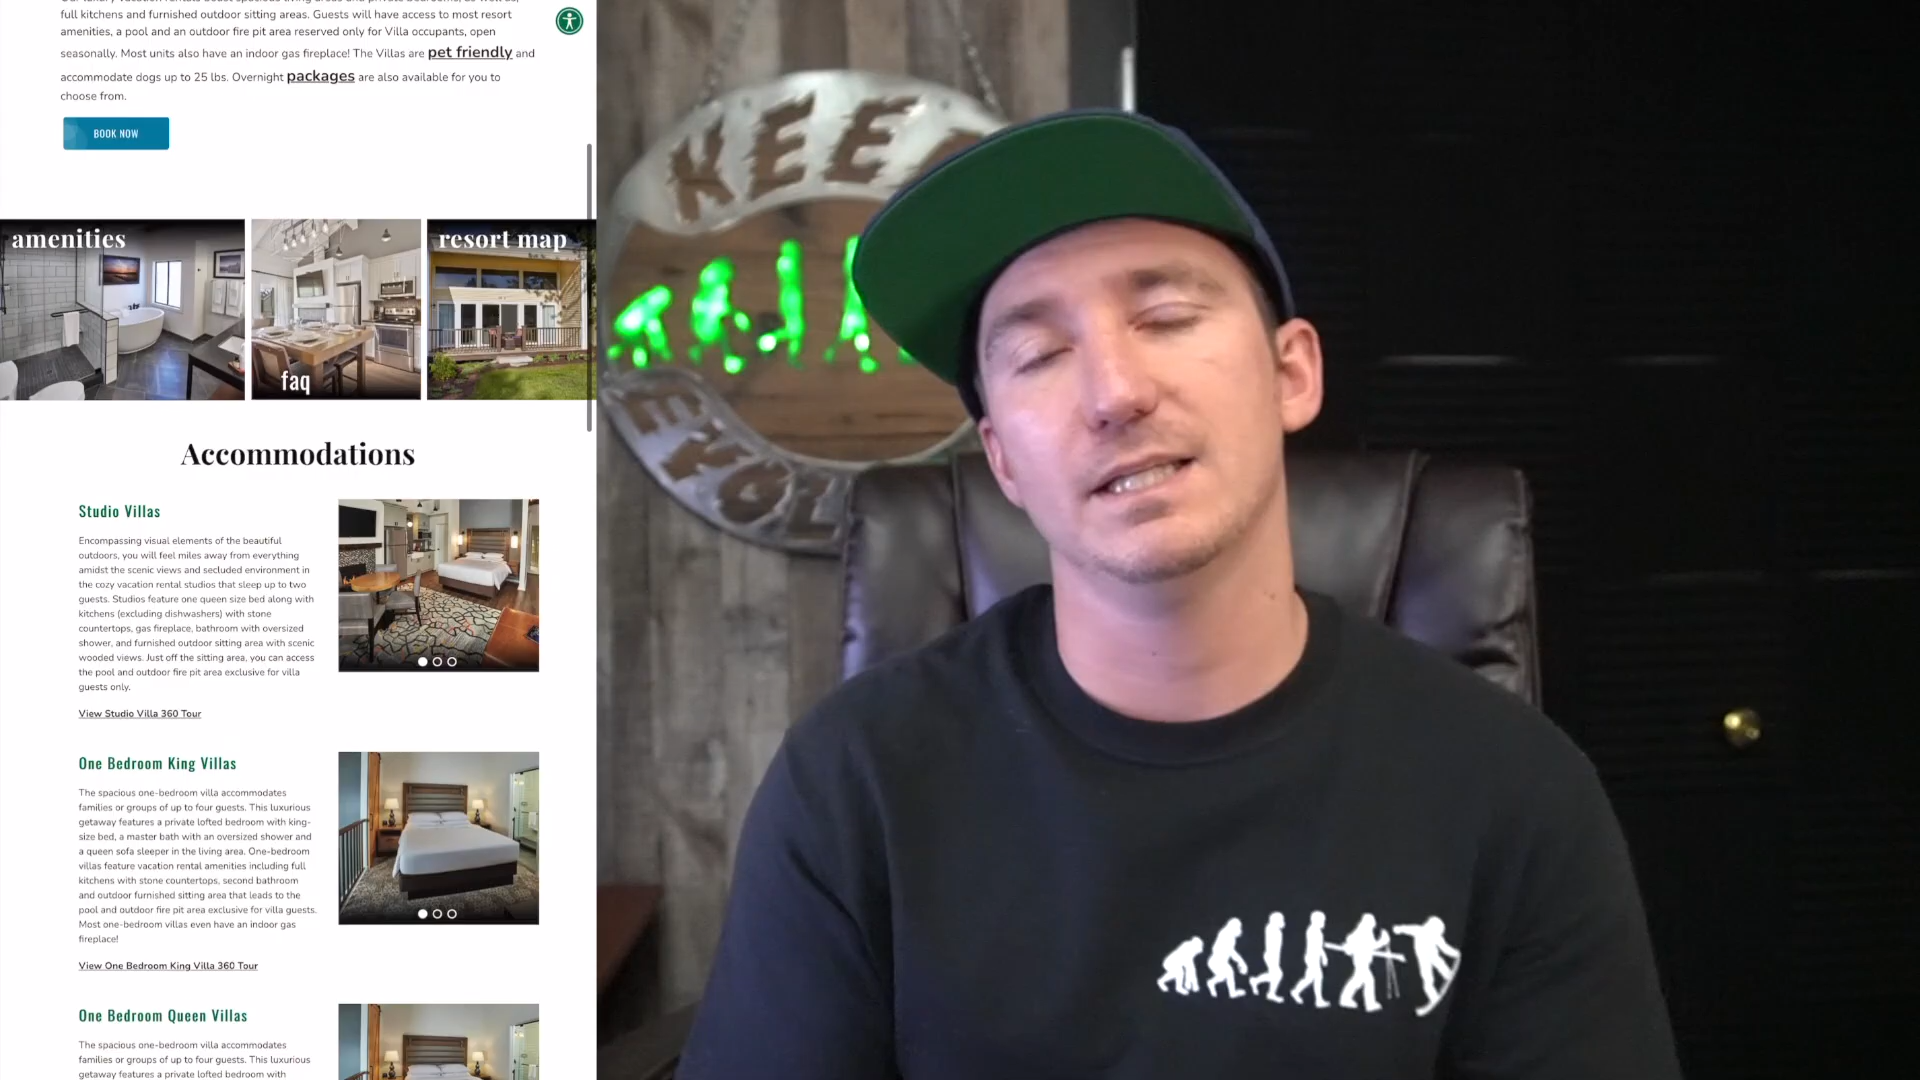 full kitchens and furnished outdoor sitting areas. Guests will have access to most resort
amenities, a pool and an outdoor fire pit area reserved only for Villa occupants, open
seasonally. Most units also have an indoor gas fireplace! The Villas are pet friendly and
accommodate dogs up to 25 lbs. Overnight packages are also available for you to
choose from.
BOOK NOW
amenities
faq
resort map
Accommodations
Studio Villas
Encompassing visual elements of the beautiful
outdoors, you will feel miles away from everything
amidst the scenic views and secluded environment in
the cozy vacation rental studios that sleep up to two
guests. Studios feature one queen size bed along with
kitchens (excluding dishwashers) with stone
countertops, gas fireplace, bathroom with oversized
shower, and furnished outdoor sitting area with scenic
wooded views. Just off the sitting area, you can access
the pool and outdoor fire pit area exclusive for villa
guests only.
View Studio Villa 360 Tour
One Bedroom King Villas
The spacious one-bedroom villa accommodates
families or groups of up to four guests. This luxurious
getaway features a private lofted bedroom with king-
size bed, a master bath with an oversized shower and
a queen sofa sleeper in the living area. One-bedroom
villas feature vacation rental amenities including full
kitchens with stone countertops, second bathroom
and outdoor furnished sitting area that leads to the
pool and outdoor fire pit area exclusive for villa guests.
Most one-bedroom villas even have an indoor gas
fireplace!
View One Bedroom King Villa 360 Tour
One Bedroom Queen Villas
The spacious one-bedroom villa accommodates
families or groups of up to four guests. This luxurious
getaway features a private lofted bedroom with
KEEP
EVOL